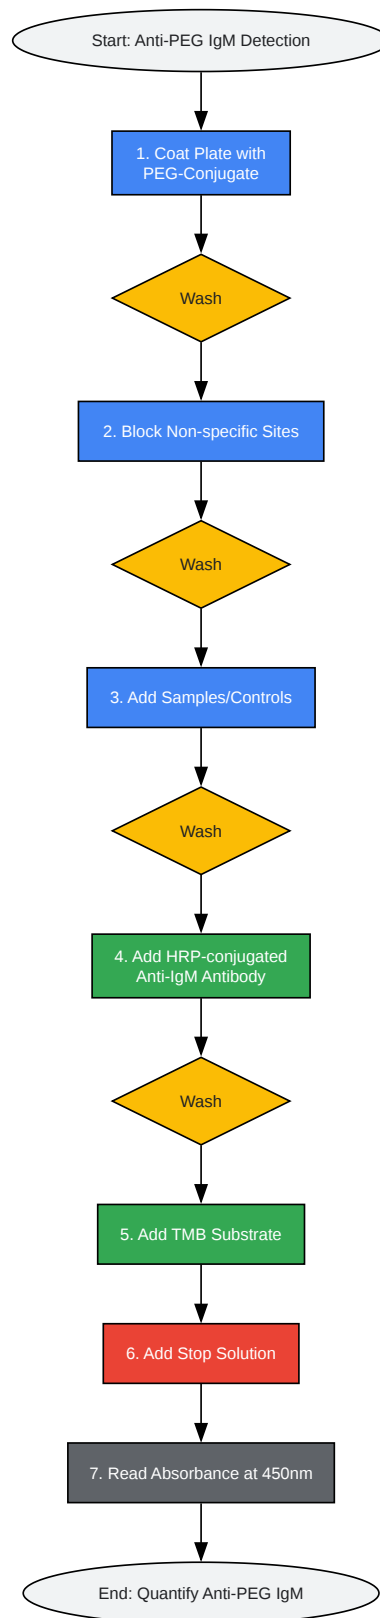 Start: Anti-PEG IgM Detection
1. Coat Plate with
PEG-Conjugate
Wash
2. Block Non-specific Sites
Wash
3. Add Samples/Controls
Wash
4. Add HRP-conjugated
Anti-IgM Antibody
Wash
5. Add TMB Substrate
6. Add Stop Solution
7. Read Absorbance at 450nm
End: Quantify Anti-PEG IgM